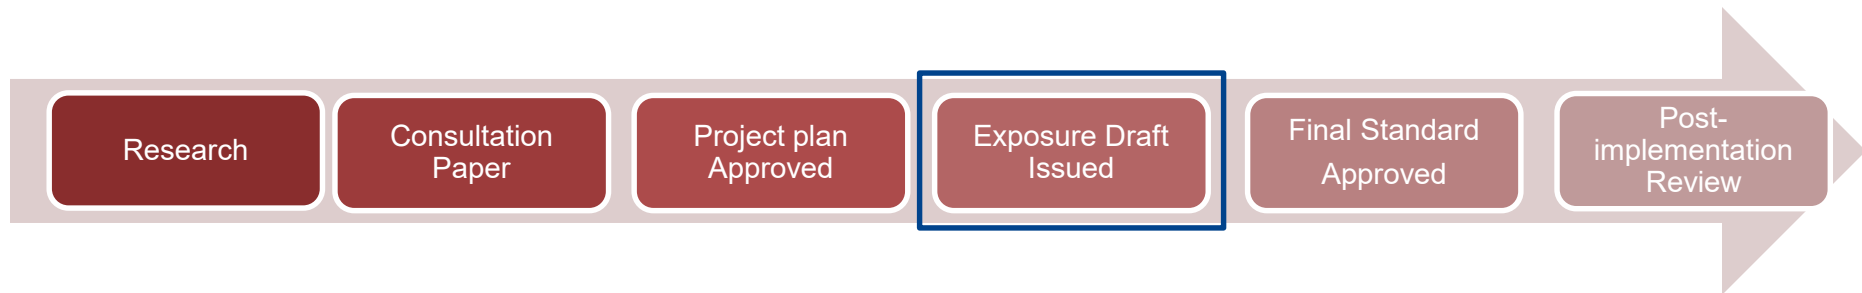 Research
Consultation
Paper
Project plan
Approved
Exposure Draft
Issued
Final Standard
Approved
Post-
implementation
Review